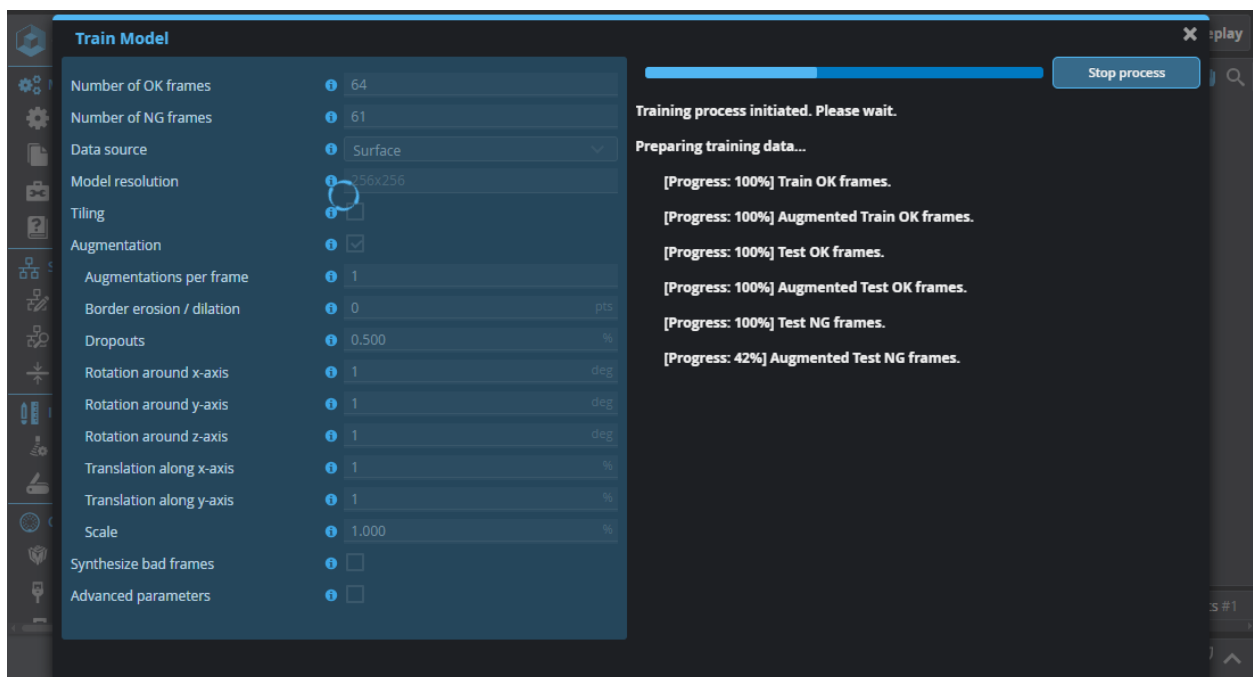 Train Model
eplay
Number of OK frames 64
Number of NG frames 61
Data source Surface
Model resolution 256x256
Tiling
Augmentation
Augmentations per frame 1
Border erosion / dilation 0 pts
Dropouts 0.500 %
Rotation around x-axis 1 deg
Rotation around y-axis 1 deg
Rotation around z-axis 1 deg
Translation along x-axis 1 %
Translation along y-axis 1 %
Scale 1.000 %
Synthesize bad frames
Advanced parameters
Stop process
Training process initiated. Please wait.
Preparing training data...
[Progress: 100%] Train OK frames.
[Progress: 100%] Augmented Train OK frames.
[Progress: 100%] Test OK frames.
[Progress: 100%] Augmented Test OK frames.
[Progress: 100%] Test NG frames.
[Progress: 42%] Augmented Test NG frames.
ts #1